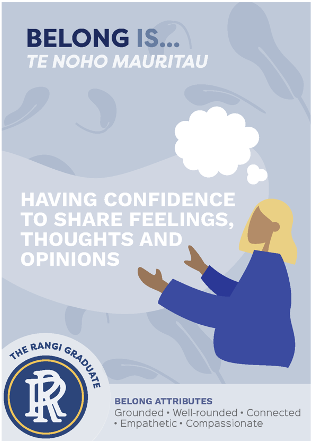 BELONG IS...
TE NOHO MAURITAU
HAVING CONFIDENCE
TO SHARE FEELINGS,
THOUGHTS AND
OPINIONS
THE RANGI GRADUATE
R
BELONG ATTRIBUTES
Grounded • Well-rounded • Connected
• Empathetic • Compassionate